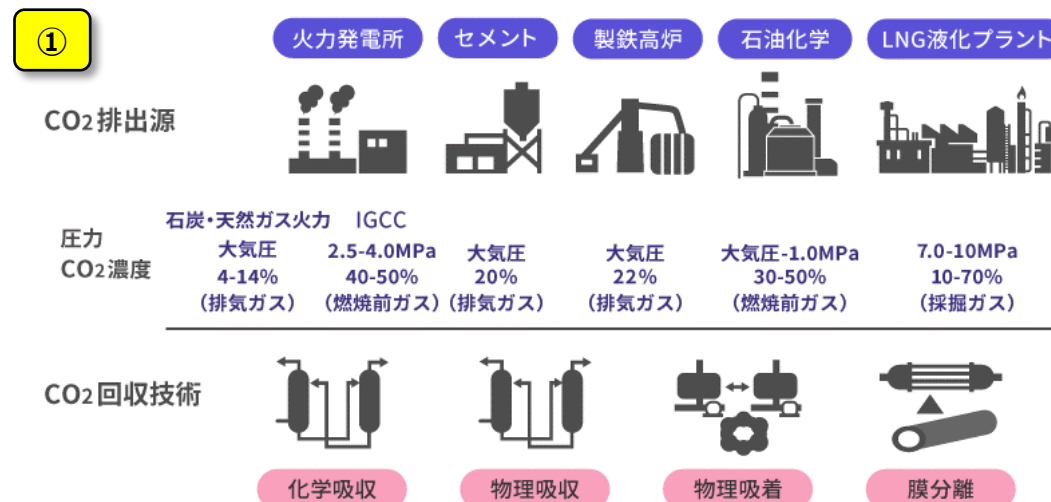 ①
火力発電所 セメント 製鉄高炉 石油化学 LNG液化プラント
CO2排出源
石炭・天然ガス火力 IGCC
圧力
CO2濃度
大気圧 2.5-4.0MPa 大気圧 大気圧 大気圧-1.0MPa 7.0-10MPa
4-14% 40-50% 20% 22% 30-50% 10-70%
（排気ガス） （燃焼前ガス） （排気ガス） （排気ガス） （燃焼前ガス） （採掘ガス）
CO2回収技術
化学吸収 物理吸収 物理吸着 膜分離